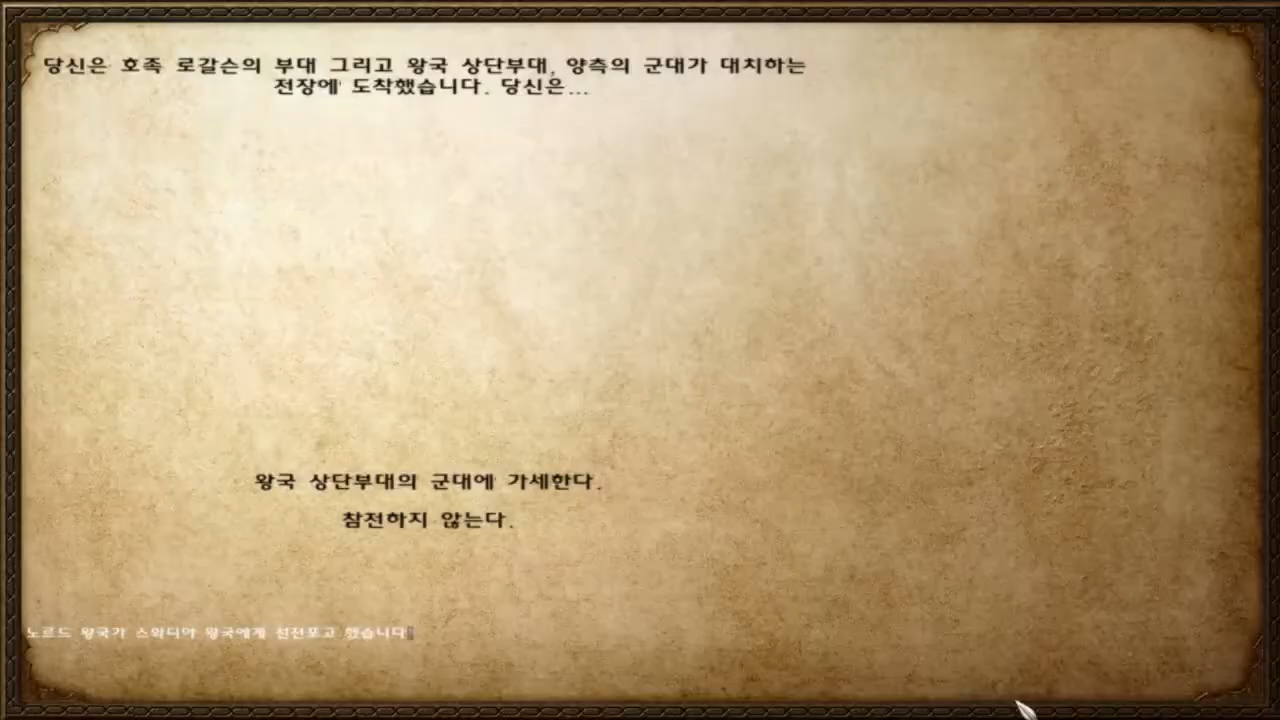 당신은 호족 로갈슨의 부대 그리고 왕국 상단부대, 양측의 군대가 대치하는
전장에 도착했습니다. 당신은...
왕국 상단부대의 군대에 가세한다.
참전하지 않는다.
노르드 왕국가 스와디아 왕국에게 선전포고 했습니다